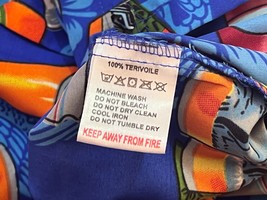 100% TERIVOILE
MACHINE WASH
DO NOT BLEACH
DO NOT DRY CLEAN
COOL IRON
DO NOT TUMBLE DRY
KEEP AWAY FROM FIRE